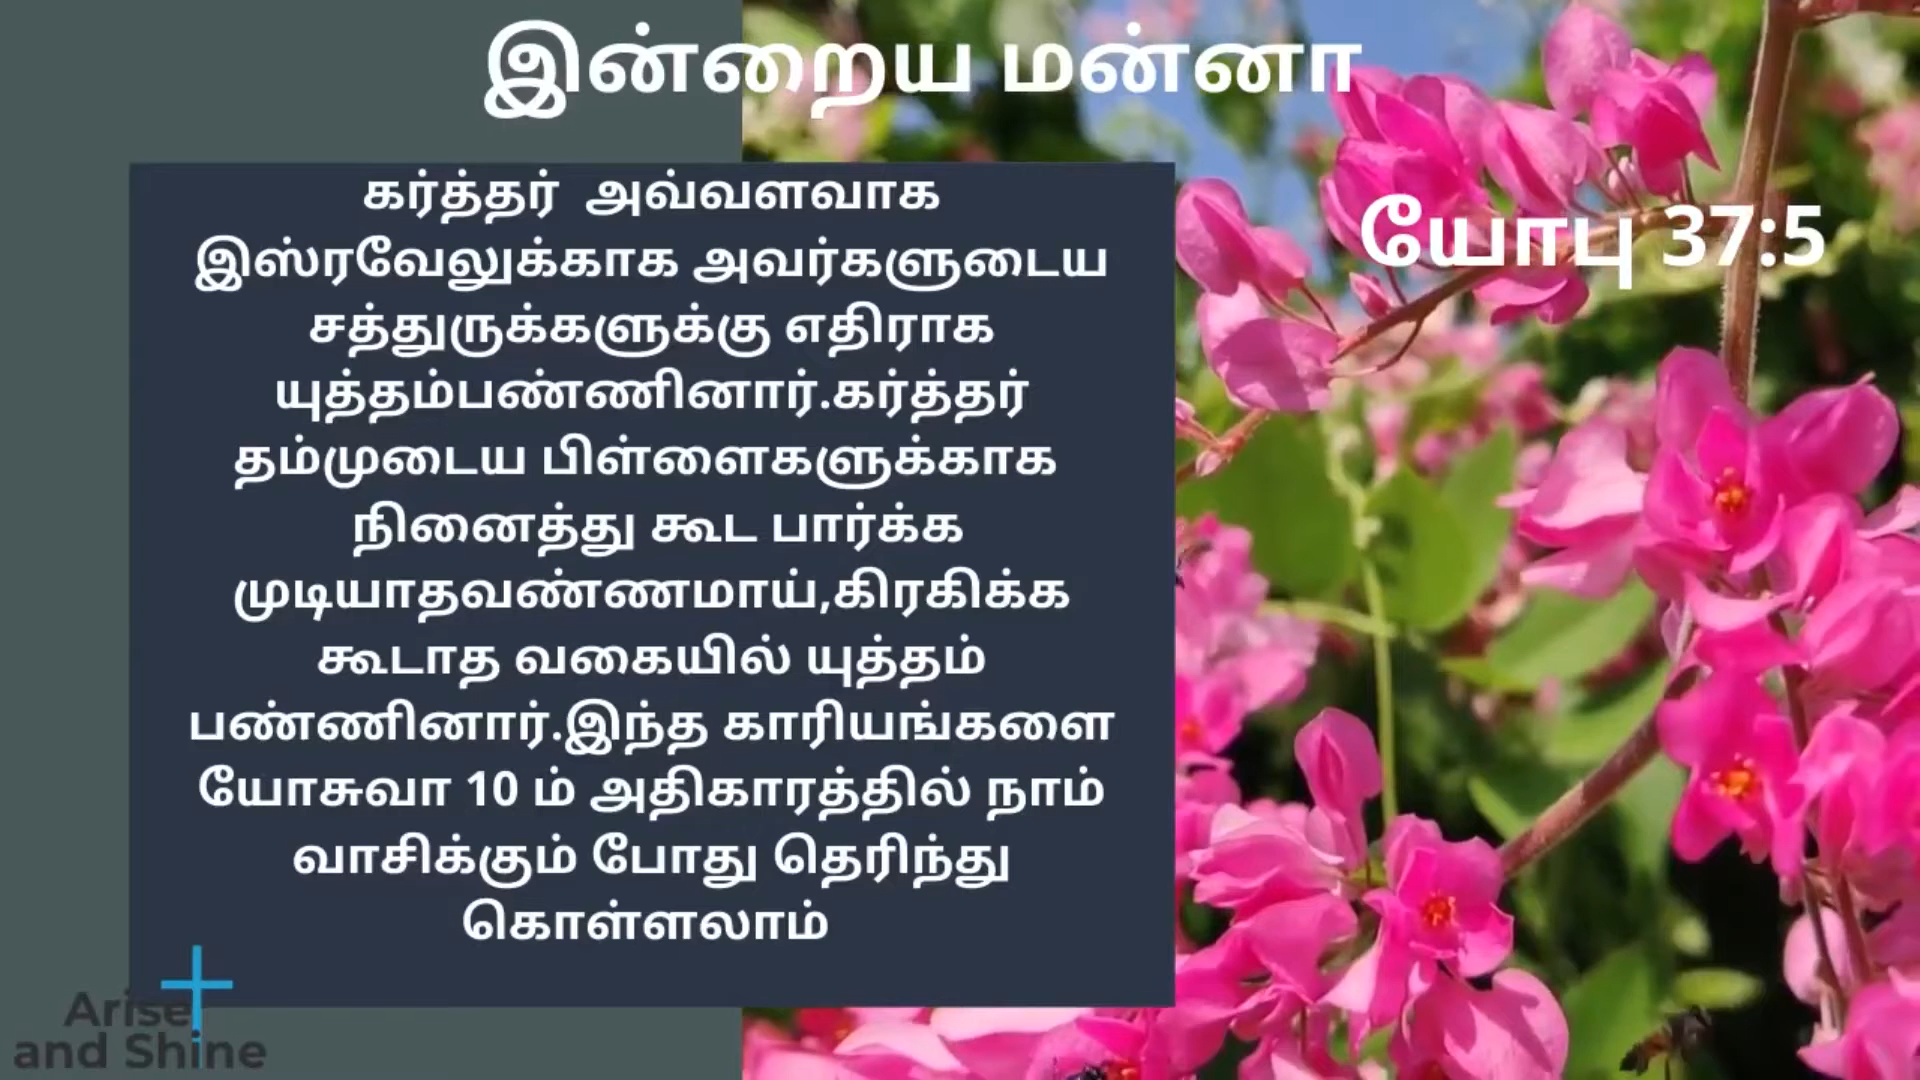 இன்றைய மன்னா
கர்த்தர் அவ்வளவாக
இஸ்ரவேலுக்காக அவர்களுடைய
சத்துருக்களுக்கு எதிராக
யுத்தம்பண்ணினார்.கர்த்தர்
தம்முடைய பிள்ளைகளுக்காக
நினைத்து கூட பார்க்க
முடியாதவண்ணமாய்,கிரகிக்க
கூடாத வகையில் யுத்தம்
பண்ணினார்.இந்த காரியங்களை
யோசுவா 10 ம் அதிகாரத்தில் நாம்
வாசிக்கும் போது தெரிந்து
கொள்ளலாம்
யோபு 37:5
Arise
and Shine